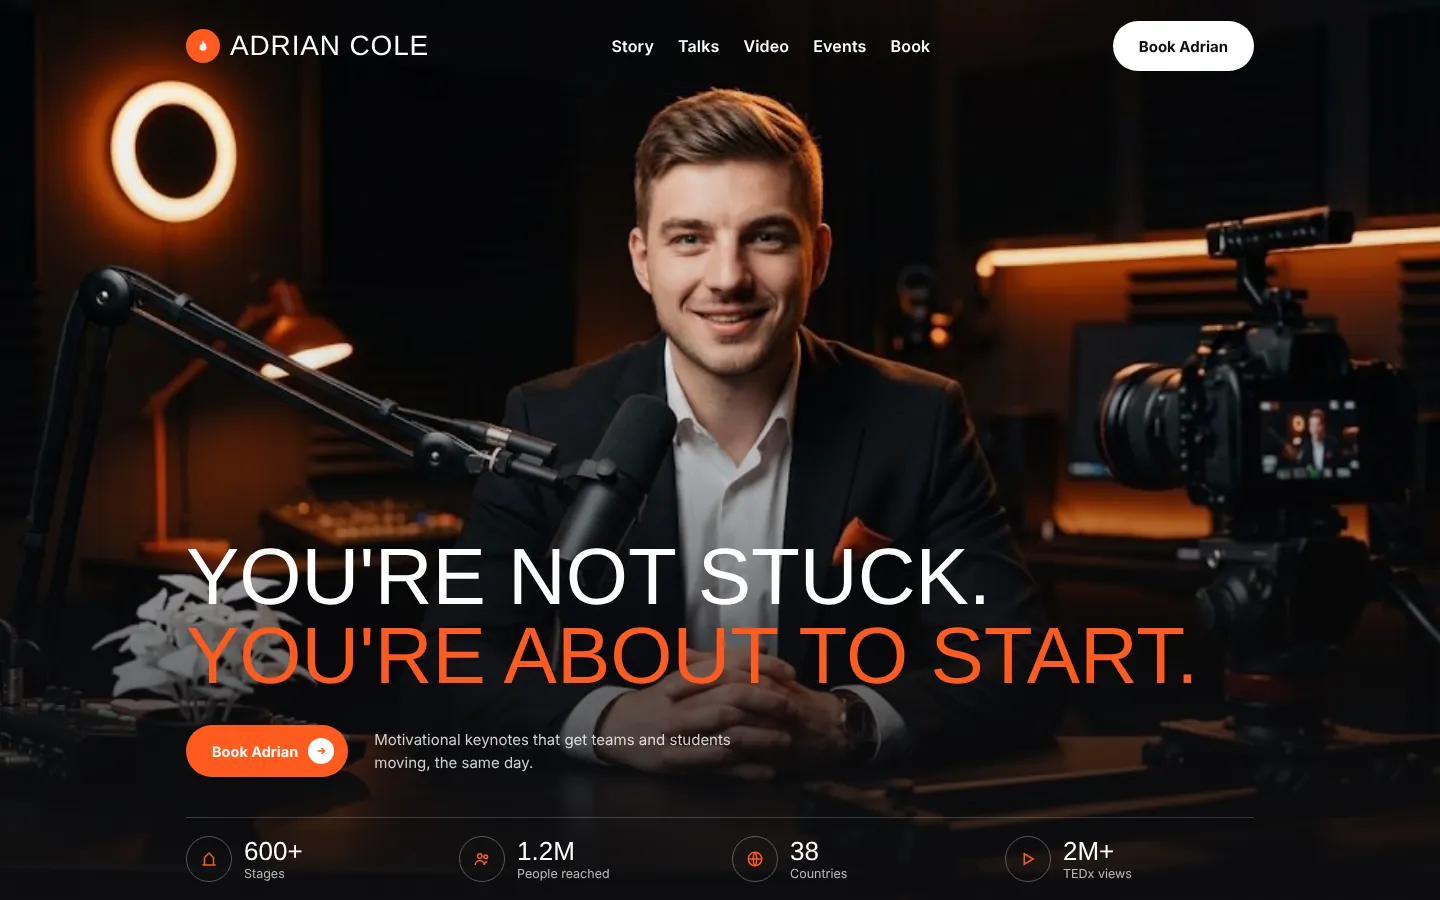 ADRIAN COLE
Story
Talks
Video
Events
Book
Book Adrian
YOU'RE NOT STUCK.
YOU'RE ABOUT TO START.
Book Adrian
Motivational keynotes that get teams and students
moving, the same day.
600+
Stages
1.2M
People reached
38
Countries
2M+
TEDx views